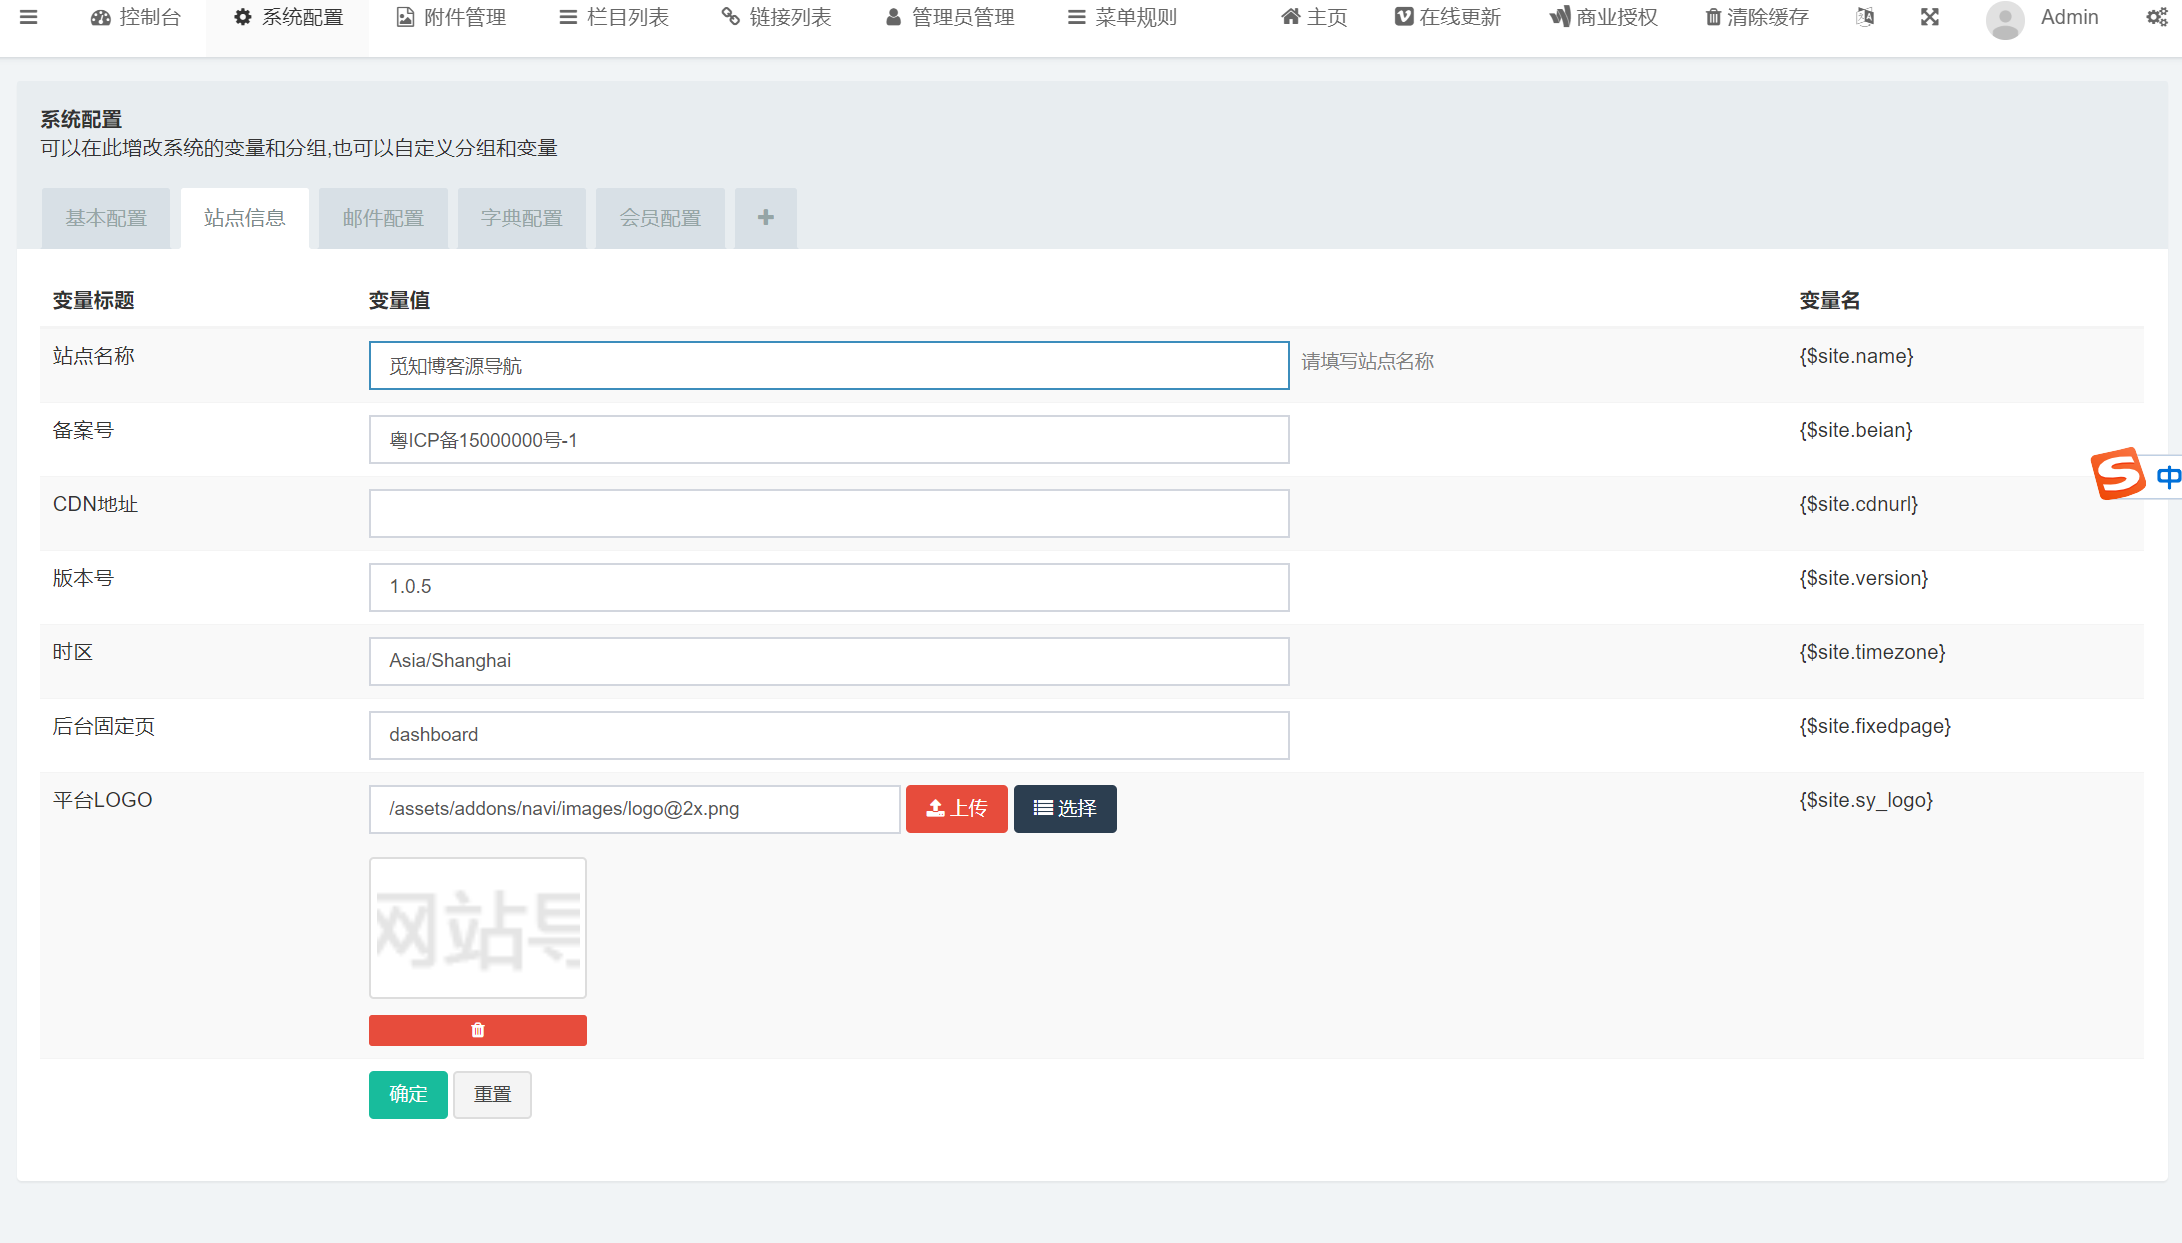 控制台 系统配置 附件管理 栏目列表 链接列表 管理员管理 菜单规则 主页 在线更新 商业授权 清除缓存 Admin
系统配置
可以在此增改系统的变量和分组,也可以自定义分组和变量
基本配置 站点信息 邮件配置 字典配置 会员配置
变量标题 变量值 变量名
站点名称 觅知博客源导航 请填写站点名称 {$site.name}
备案号 粤ICP备15000000号-1 {$site.beian}
CDN地址 {$site.cdnurl}
版本号 1.0.5 {$site.version}
时区 Asia/Shanghai {$site.timezone}
后台固定页 dashboard {$site.fixedpage}
平台LOGO /assets/addons/navi/images/logo@2x.png 上传 选择 {$site.sy_logo}
网站导
确定 重置
S 中